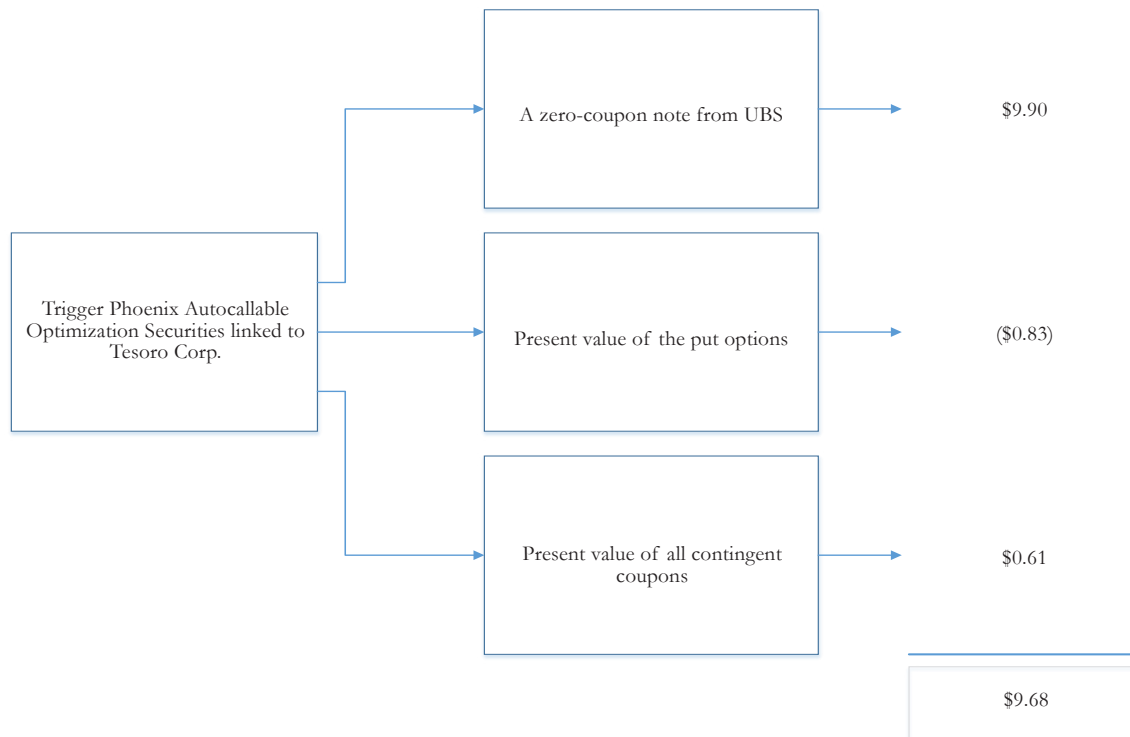 A zero-coupon note from UBS
$9.90
Trigger Phoenix Autocallable
Optimization Securities linked to
Tesoro Corp.
Present value of the put options
($0.83)
Present value of all contingent
coupons
$0.61
$9.68